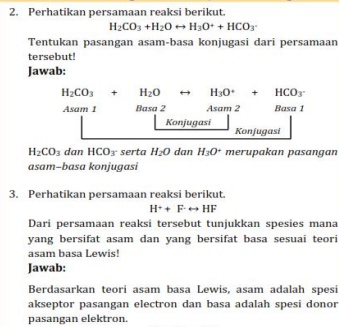 2. Perhatikan persamaan reaksi berikut.
H₂CO₃ +H₂O ↔ H₃O⁺ + HCO₃⁻
Tentukan pasangan asam-basa konjugasi dari persamaan
tersebut!
Jawab:
H₂CO₃ + H₂O ↔ H₃O⁺ + HCO₃⁻
Asam 1 Basa 2 Asam 2 Basa 1
Konjugasi
Konjugasi
H₂CO₃ dan HCO₃⁻ serta H₂O dan H₃O⁺ merupakan pasangan
asam–basa konjugasi
3. Perhatikan persamaan reaksi berikut.
H⁺ + F⁻ ↔ HF
Dari persamaan reaksi tersebut tunjukkan spesies mana
yang bersifat asam dan yang bersifat basa sesuai teori
asam basa Lewis!
Jawab:
Berdasarkan teori asam basa Lewis, asam adalah spesi
akseptor pasangan electron dan basa adalah spesi donor
pasangan elektron.